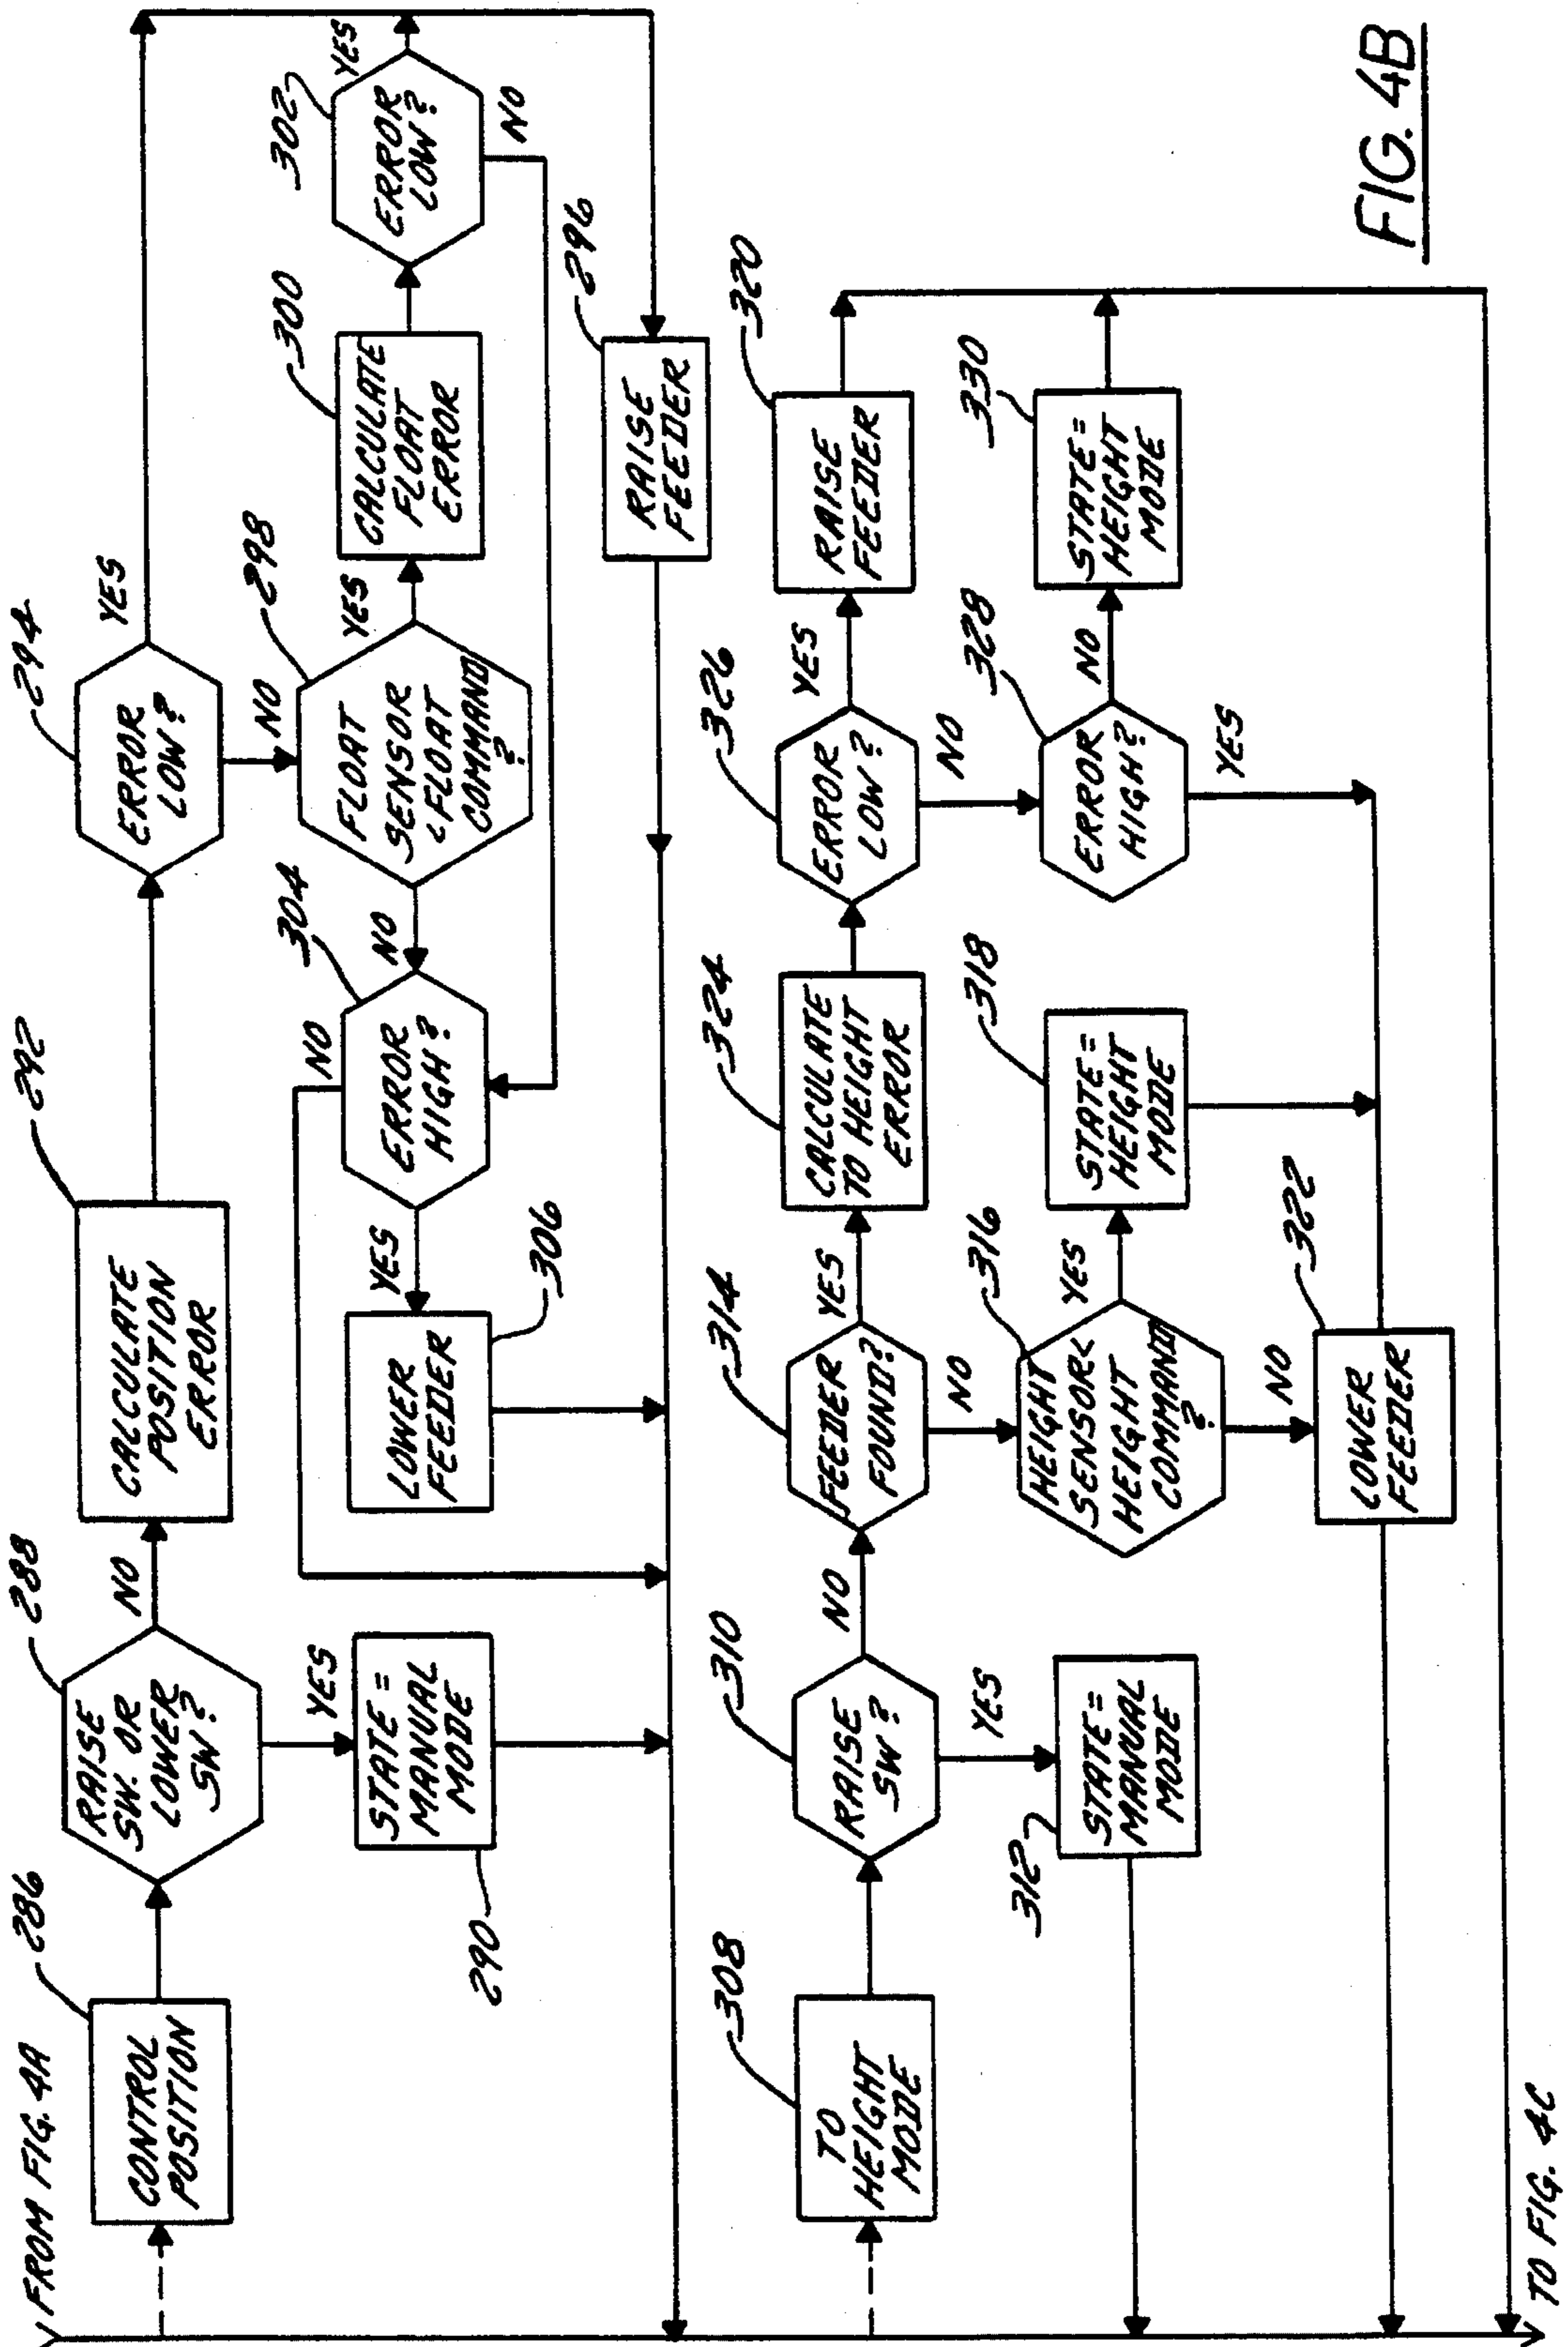 FROM FIG. 4A
286
CONTROL
POSITION
288
RAISE
SW. OR
LOWER
SW?
NO
YES
STATE =
MANUAL
MODE
290
292
CALCULATE
POSITION
ERROR
294
ERROR
LOW?
YES
NO
298
FLOAT
SENSOR
<FLOAT
COMMAND
?
YES
NO
300
CALCULATE
FLOAT
ERROR
302
ERROR
LOW?
YES
NO
304
ERROR
HIGH?
NO
YES
LOWER
FEEDER
306
296
RAISE
FEEDER
308
TO
HEIGHT
MODE
310
RAISE
SW?
NO
YES
312
STATE =
MANUAL
MODE
314
FEEDER
FOUND?
YES
NO
316
HEIGHT
SENSOR<
HEIGHT
COMMAND
?
YES
NO
318
STATE =
HEIGHT
MODE
322
LOWER
FEEDER
324
CALCULATE
TO HEIGHT
ERROR
326
ERROR
LOW?
YES
NO
320
RAISE
FEEDER
328
ERROR
HIGH?
NO
YES
330
STATE =
HEIGHT
MODE
TO FIG. 4C
FIG. 4B